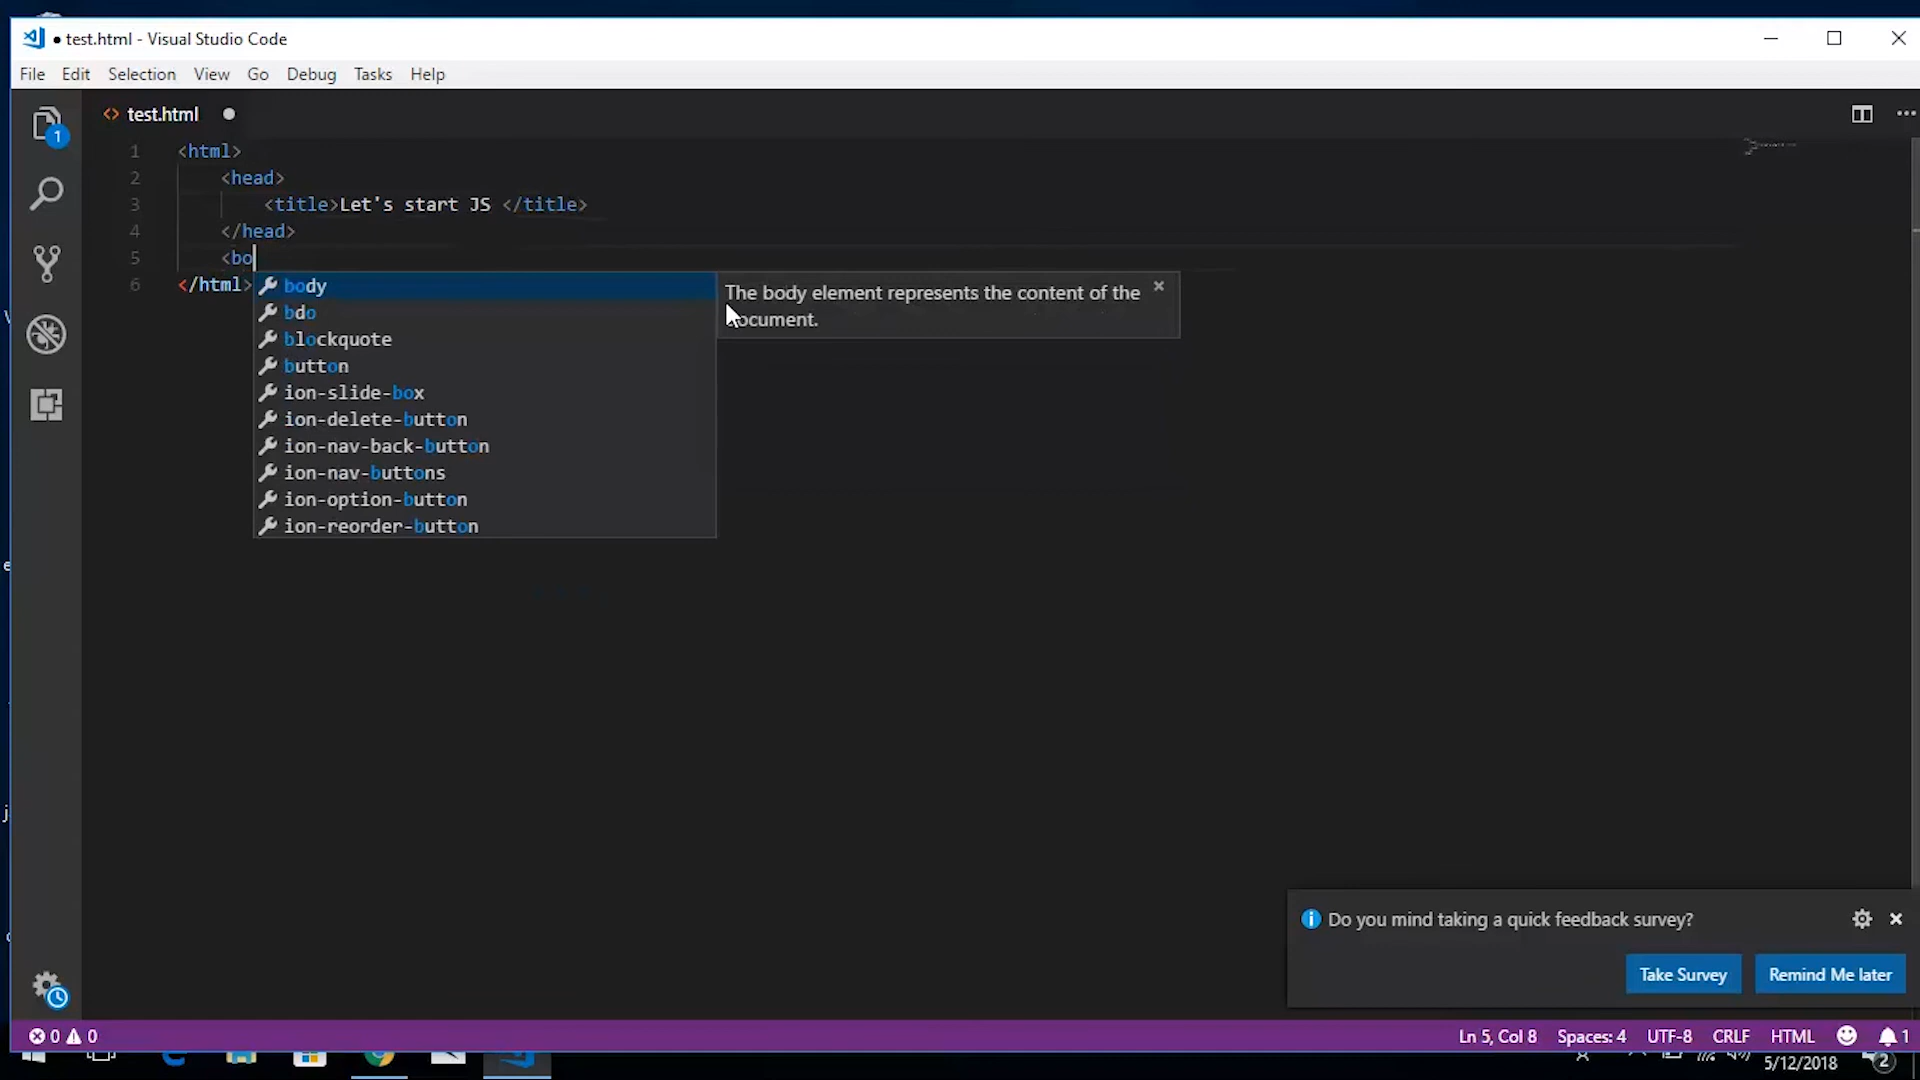 ● test.html - Visual Studio Code
File Edit Selection View Go Debug Tasks Help
1
<> test.html
1 <html>
2 <head>
3 <title>Let's start JS </title>
4 </head>
5 <bo
6 </html>
body
bdo
blockquote
button
ion-slide-box
ion-delete-button
ion-nav-back-button
ion-nav-buttons
ion-option-button
ion-reorder-button
The body element represents the content of the
ocument.
Do you mind taking a quick feedback survey?
Take Survey Remind Me later
0 0 Ln 5, Col 8 Spaces: 4 UTF-8 CRLF HTML 1
5/12/2018 2